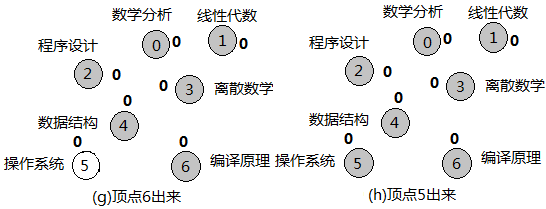 数学分析 线性代数
0 0 1 0
程序设计
2 0 0 3 离散数学
0
数据结构 4
0 0
操作系统 5 6 编译原理
(g)顶点6出来
数学分析 线性代数
0 0 1 0
程序设计
2 0 0 3 离散数学
0
数据结构 4
0 0
操作系统 5 6 编译原理
(h)顶点5出来